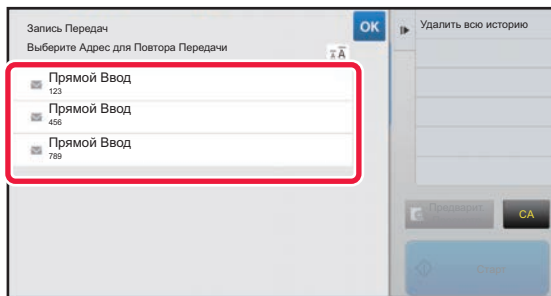 Запись Передач
OK
Выберите Адрес для Повтора Передачи
Прямой Ввод
123
Прямой Ввод
456
Прямой Ввод
789
Удалить всю историю
CA
Старт